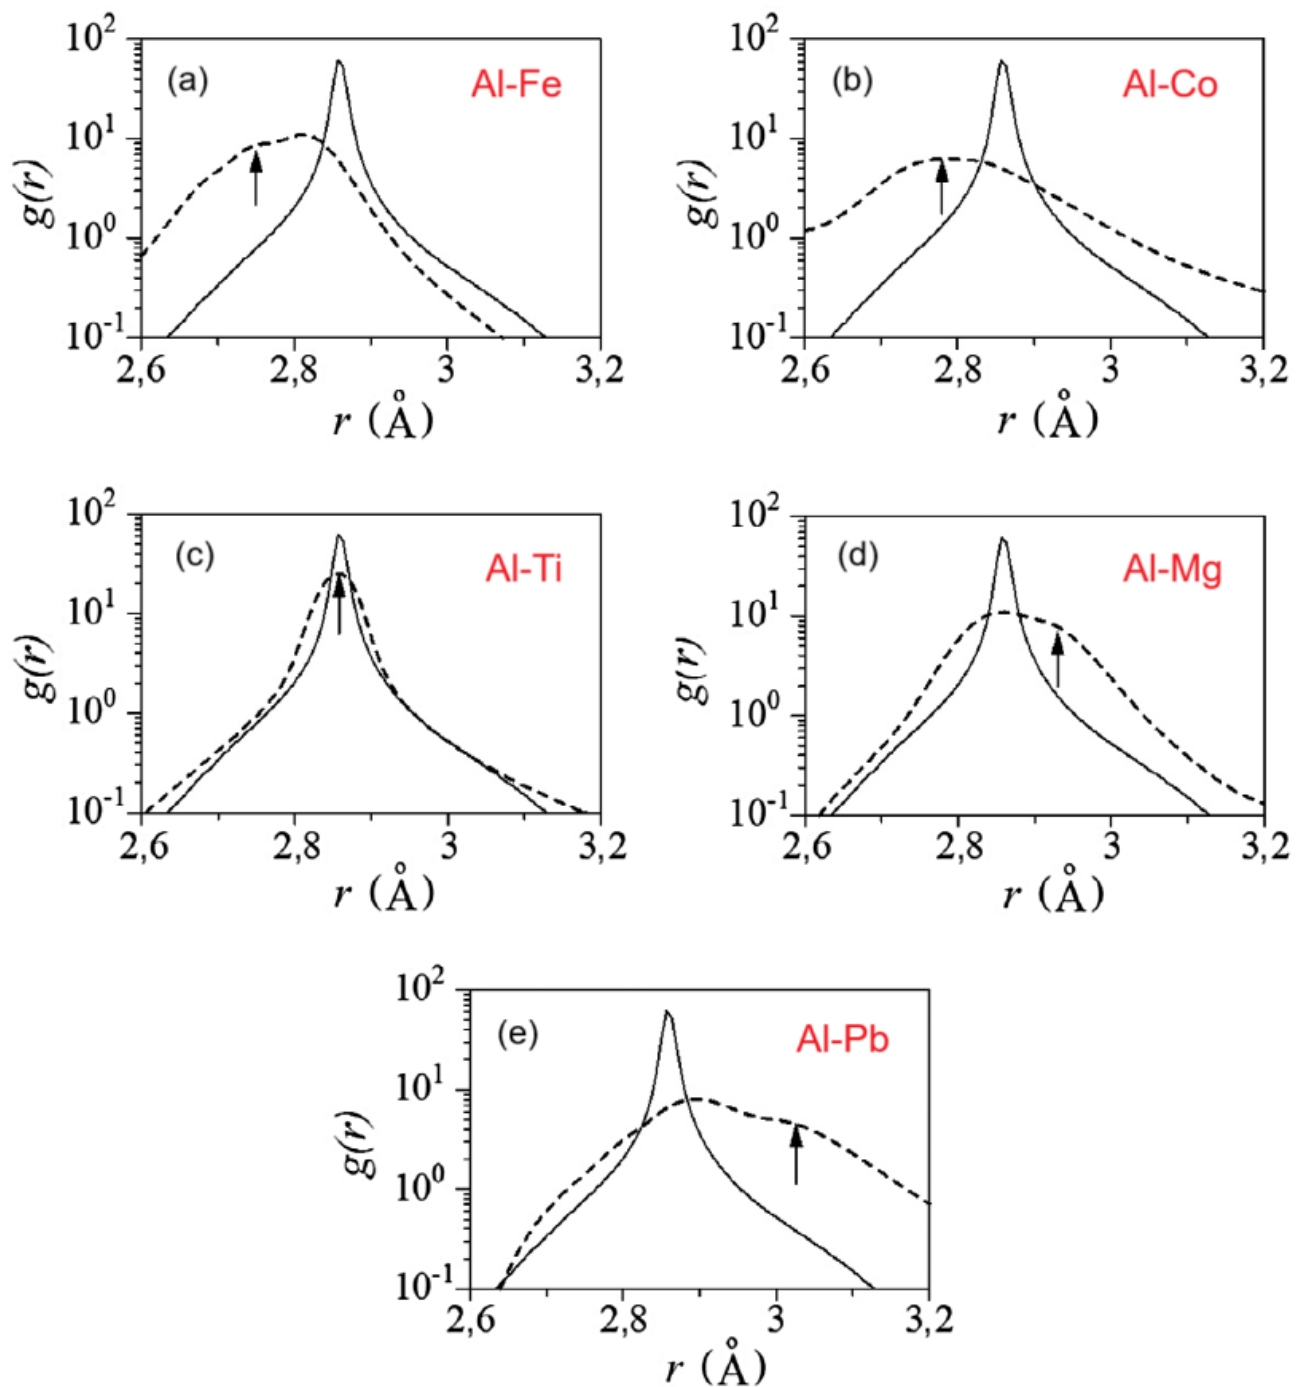 (a) Al-Fe
g(r)
10² 10¹ 10⁰ 10⁻¹
2,6 2,8 3 3,2
r (Å)
(b) Al-Co
g(r)
10² 10¹ 10⁰ 10⁻¹
2,6 2,8 3 3,2
r (Å)
(c) Al-Ti
g(r)
10² 10¹ 10⁰ 10⁻¹
2,6 2,8 3 3,2
r (Å)
(d) Al-Mg
g(r)
10² 10¹ 10⁰ 10⁻¹
2,6 2,8 3 3,2
r (Å)
(e) Al-Pb
g(r)
10² 10¹ 10⁰ 10⁻¹
2,6 2,8 3 3,2
r (Å)